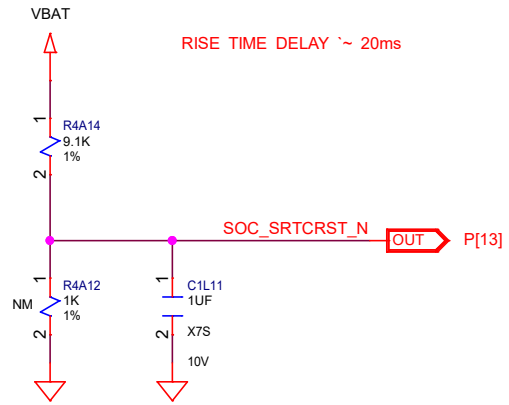 VBAT
RISE TIME DELAY `~ 20ms
1
R4A14
9.1K
1%
2
SOC_SRTCRST_N
OUT
P[13]
1
R4A12
NM
1K
1%
2
1
C1L11
1UF
2
X7S
10V